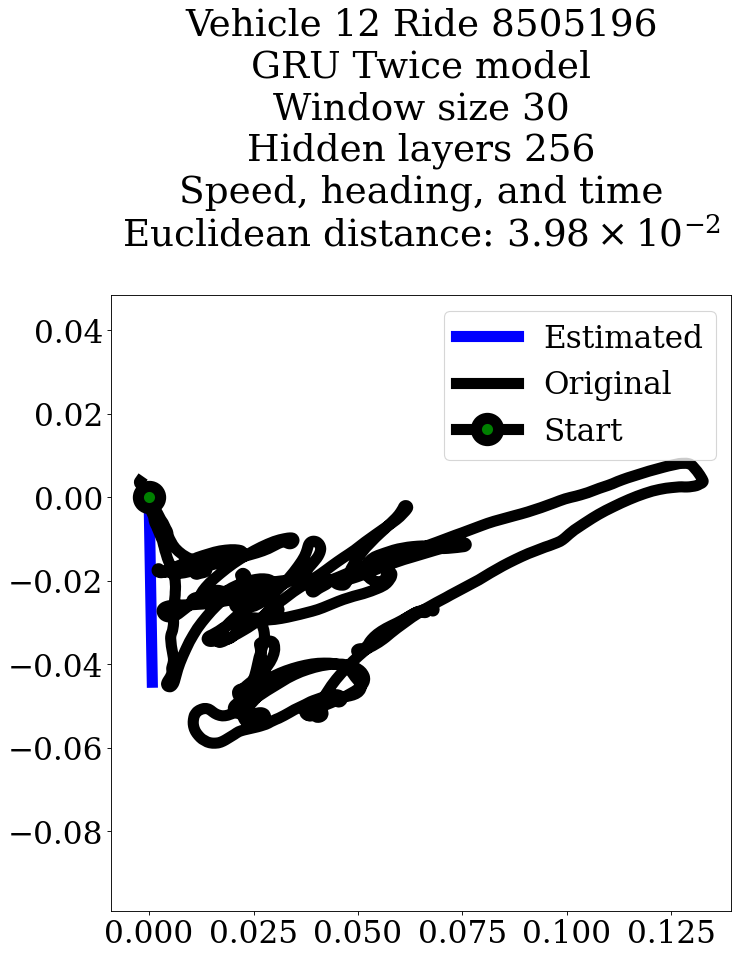 Vehicle 12 Ride 8505196
GRU Twice model
Window size 30
Hidden layers 256
Speed, heading, and time
Euclidean distance: 3.98 × 10⁻²
Estimated
Original
Start
0.04
0.02
0.00
−0.02
−0.04
−0.06
−0.08
0.000 0.025 0.050 0.075 0.100 0.125